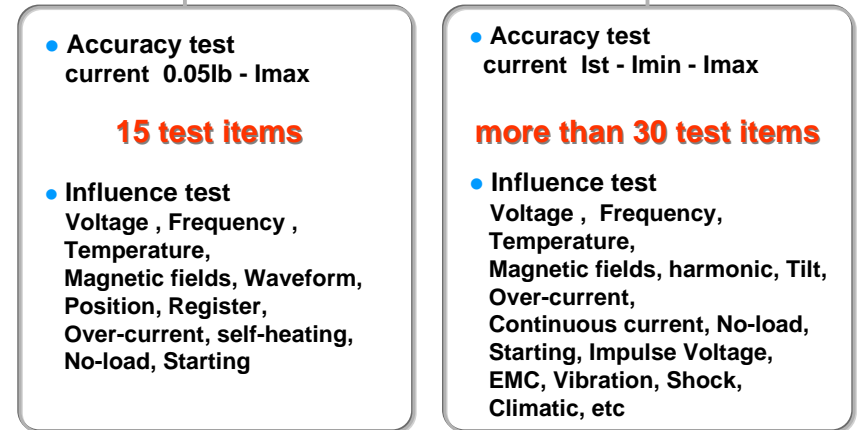 ● Accuracy test
current 0.05Ib - Imax
15 test items
● Influence test
Voltage , Frequency ,
Temperature,
Magnetic fields, Waveform,
Position, Register,
Over-current, self-heating,
No-load, Starting
● Accuracy test
current Ist - Imin - Imax
more than 30 test items
● Influence test
Voltage , Frequency,
Temperature,
Magnetic fields, harmonic, Tilt,
Over-current,
Continuous current, No-load,
Starting, Impulse Voltage,
EMC, Vibration, Shock,
Climatic, etc